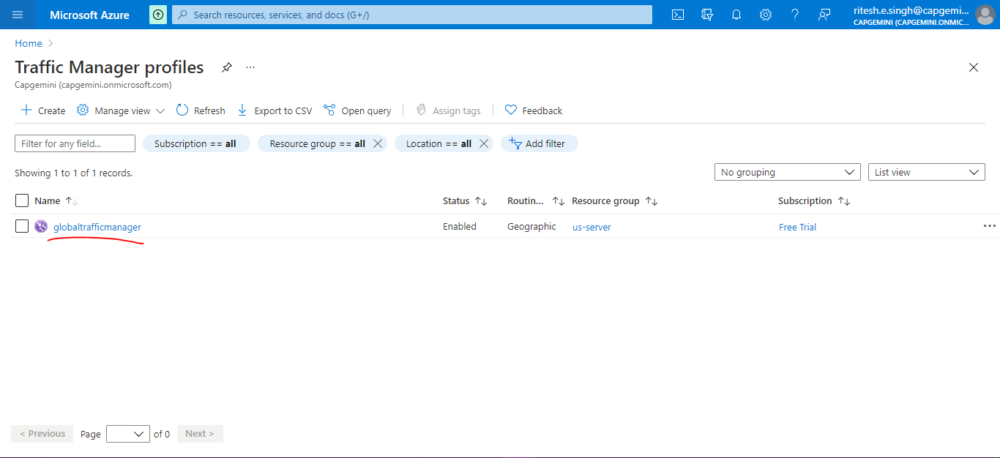 Microsoft Azure
Search resources, services, and docs (G+/)
ritesh.e.singh@capgemi...
CAPGEMINI (CAPGEMINI.ONMIC...
Home
Traffic Manager profiles ...
Capgemini (capgemini.onmicrosoft.com)
Create Manage view Refresh Export to CSV Open query Assign tags Feedback
Filter for any field... Subscription == all Resource group == all Location == all Add filter
Showing 1 to 1 of 1 records. No grouping List view
Name Status Routin... Resource group Subscription
globaltrafficmanager Enabled Geographic us-server Free Trial ...
< Previous Page of 0 Next >